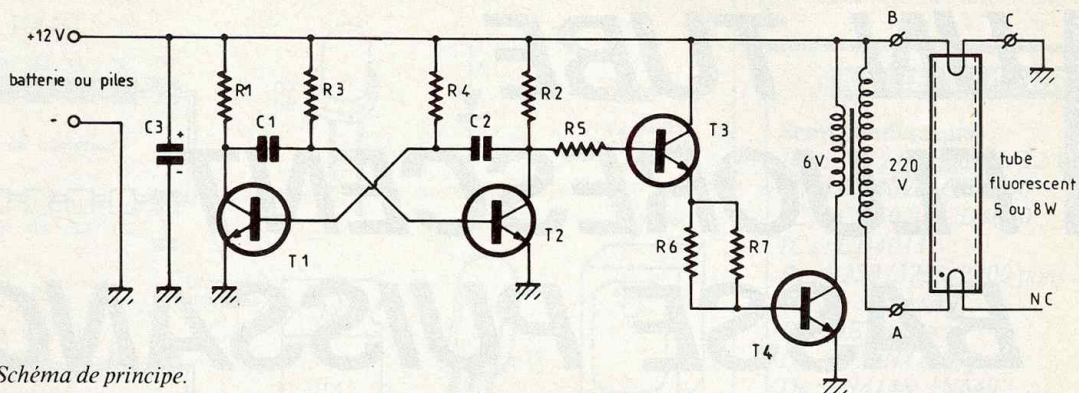 +12 V
batterie ou piles
-
C3
+
-
R1
C1
R3
R4
C2
R2
R5
T1
T2
T3
R6
R7
T4
6V
220
V
B
C
tube
fluorescent
5 ou 8 W
A
NC
Schéma de principe.